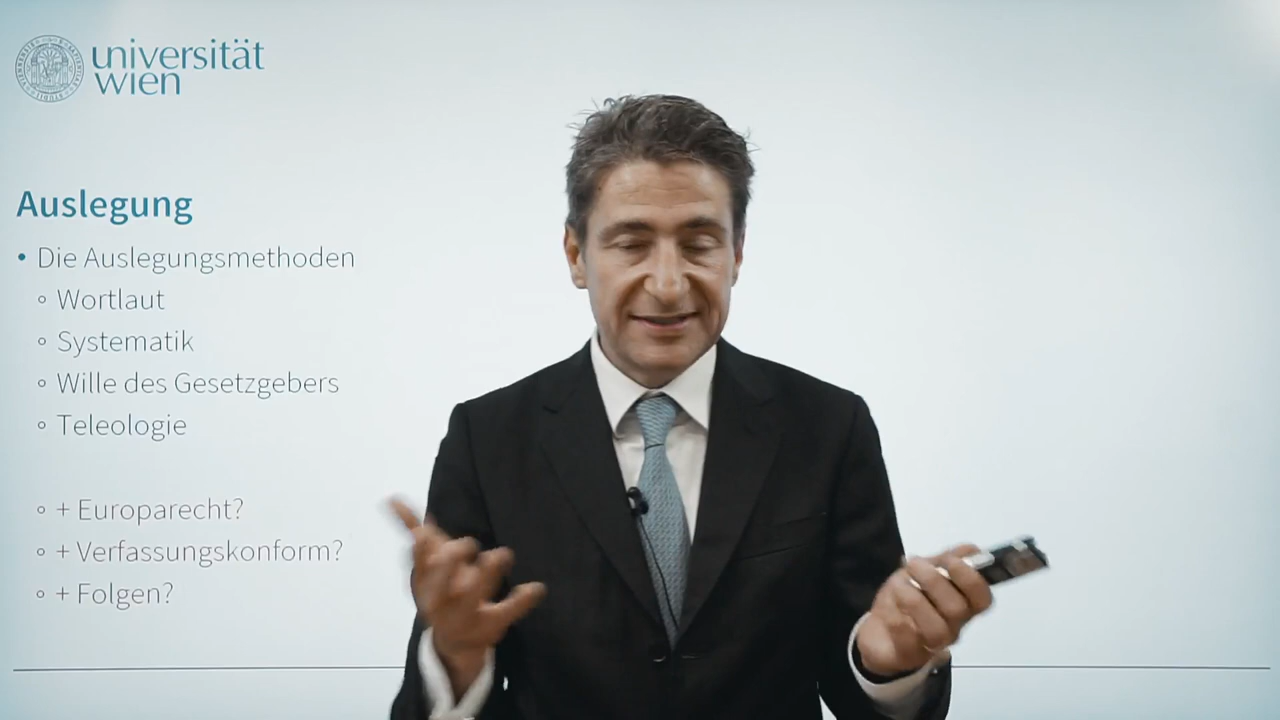 universität
wien
Auslegung
• Die Auslegungsmethoden
◦ Wortlaut
◦ Systematik
◦ Wille des Gesetzgebers
◦ Teleologie
◦ + Europarecht?
◦ + Verfassungskonform?
◦ + Folgen?